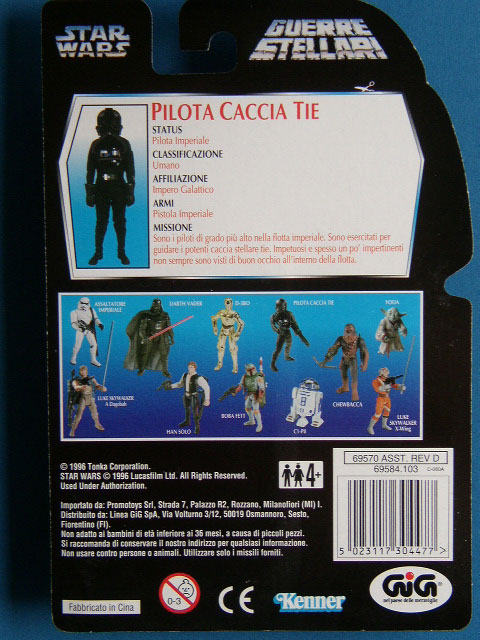 STAR
WARS
GUERRE
STELLARI
PILOTA CACCIA TIE
STATUS
Pilota Imperiale
CLASSIFICAZIONE
Umano
AFFILIAZIONE
Impero Galattico
ARMI
Pistola Imperiale
MISSIONE
Sono i piloti di grado più alto nella flotta imperiale. Sono esercitati per
guidare i potenti caccia stellare tie. Impetuosi e spesso un po' impertinenti
non sempre sono visti di buon occhio all'interno della flotta.
ASSALTATORE
IMPERIALE
DARTH VADER
D-3BO
PILOTA CACCIA TIE
YODA
LUKE SKYWALKER
A Dagobah
HAN SOLO
BOBA FETT
C1-P8
CHEWBACCA
LUKE
SKYWALKER
X-Wing
© 1996 Tonka Corporation.
STAR WARS © 1996 Lucasfilm Ltd. All Rights Reserved.
Used Under Authorization.
4+
69570 ASST. REV D
69584.103
Importato da: Promotoys Srl, Strada 7, Palazzo R2, Rozzano, Milanofiori (MI) I.
Distribuito da: Linea GiG SpA, Via Volturno 3/12, 50019 Osmannoro, Sesto,
Fiorentino (FI).
Non adatto ai bambini di età inferiore ai 36 mesi, a causa di piccoli pezzi.
Si raccomanda di conservare il nostro indirizzo per qualsiasi informazione.
Non usare contro persone o animali. Utilizzare solo i missili forniti.
5 023117 304477 >
Fabbricato in Cina
0-3
CE
Kenner
GiG
nel paese delle meraviglie